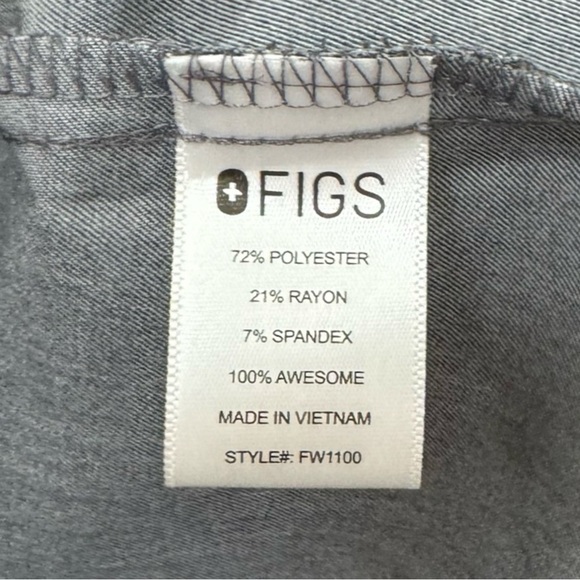 FIGS
72% POLYESTER
21% RAYON
7% SPANDEX
100% AWESOME
MADE IN VIETNAM
STYLE#: FW1100